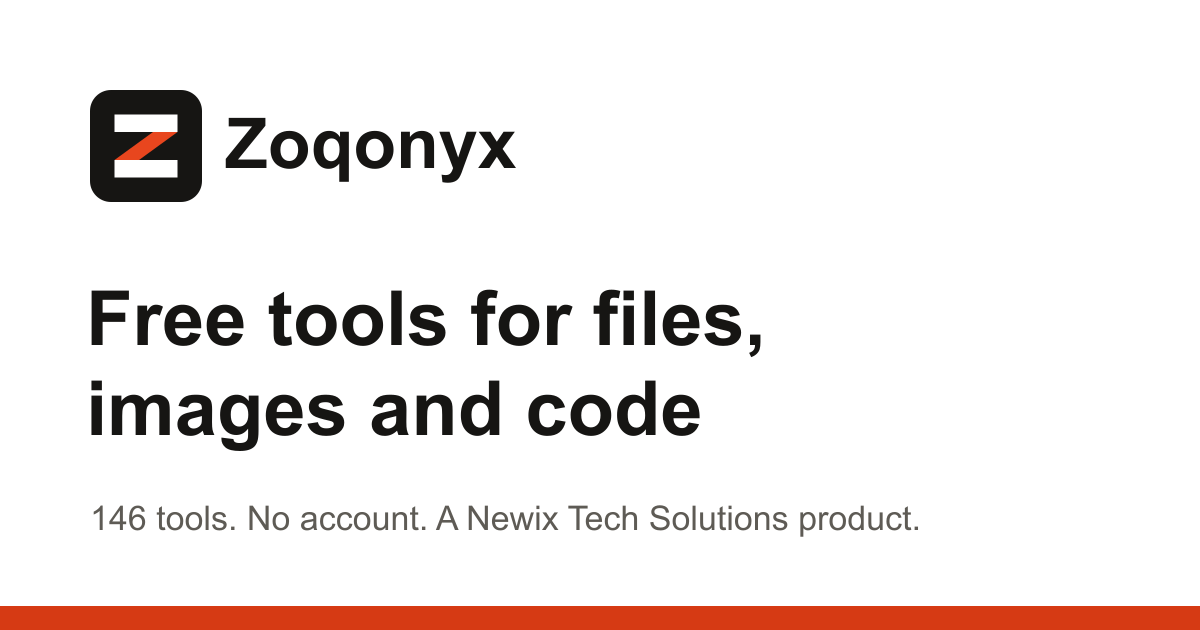 Zoqonyx
Free tools for files,
images and code
146 tools. No account. A Newix Tech Solutions product.